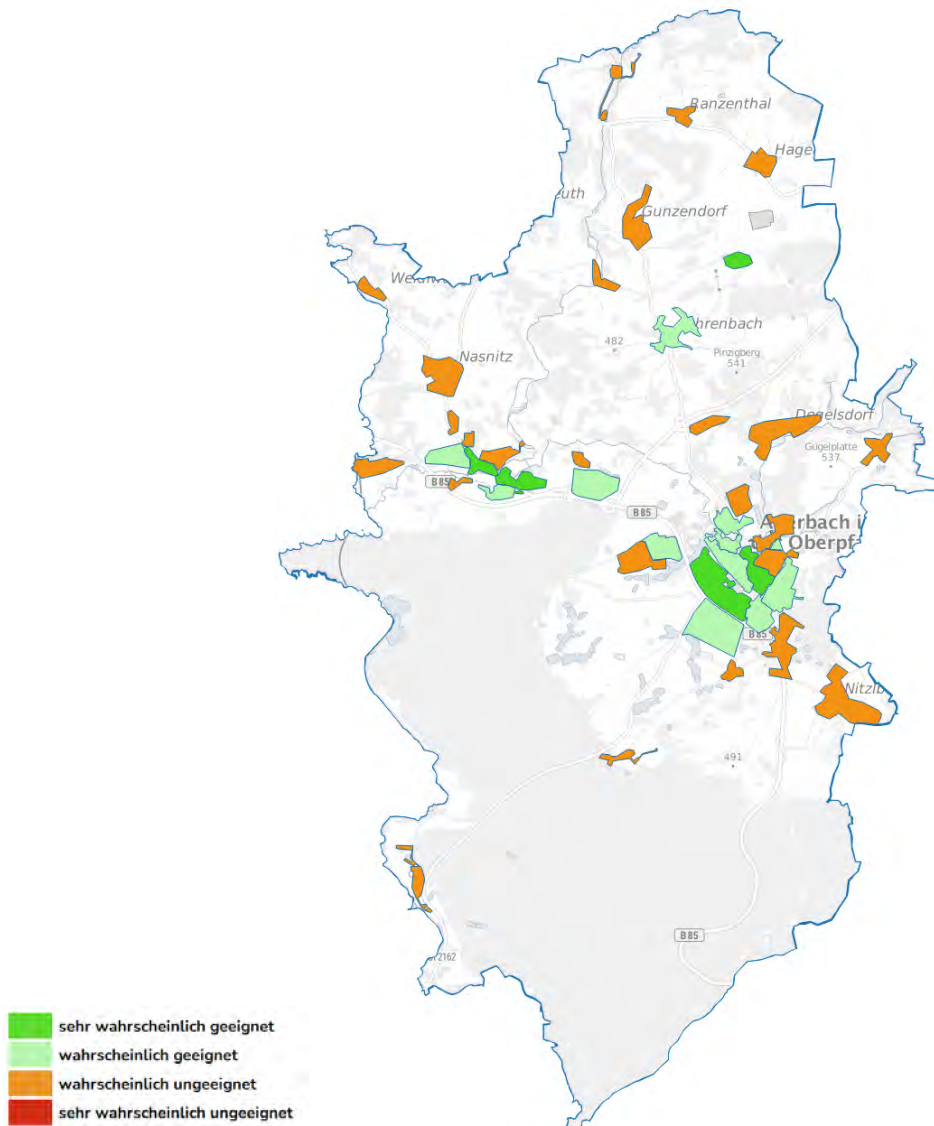 Ranzenthal
Hage
uth
Gunzendorf
Nasnitz
hrenbach
482
Pinzigberg
541
Degelsdorf
Gugelplatte
537
B85
B85
Oberpf
B85
Nitzlb
491
B85
2162
sehr wahrscheinlich geeignet
wahrscheinlich geeignet
wahrscheinlich ungeeignet
sehr wahrscheinlich ungeeignet